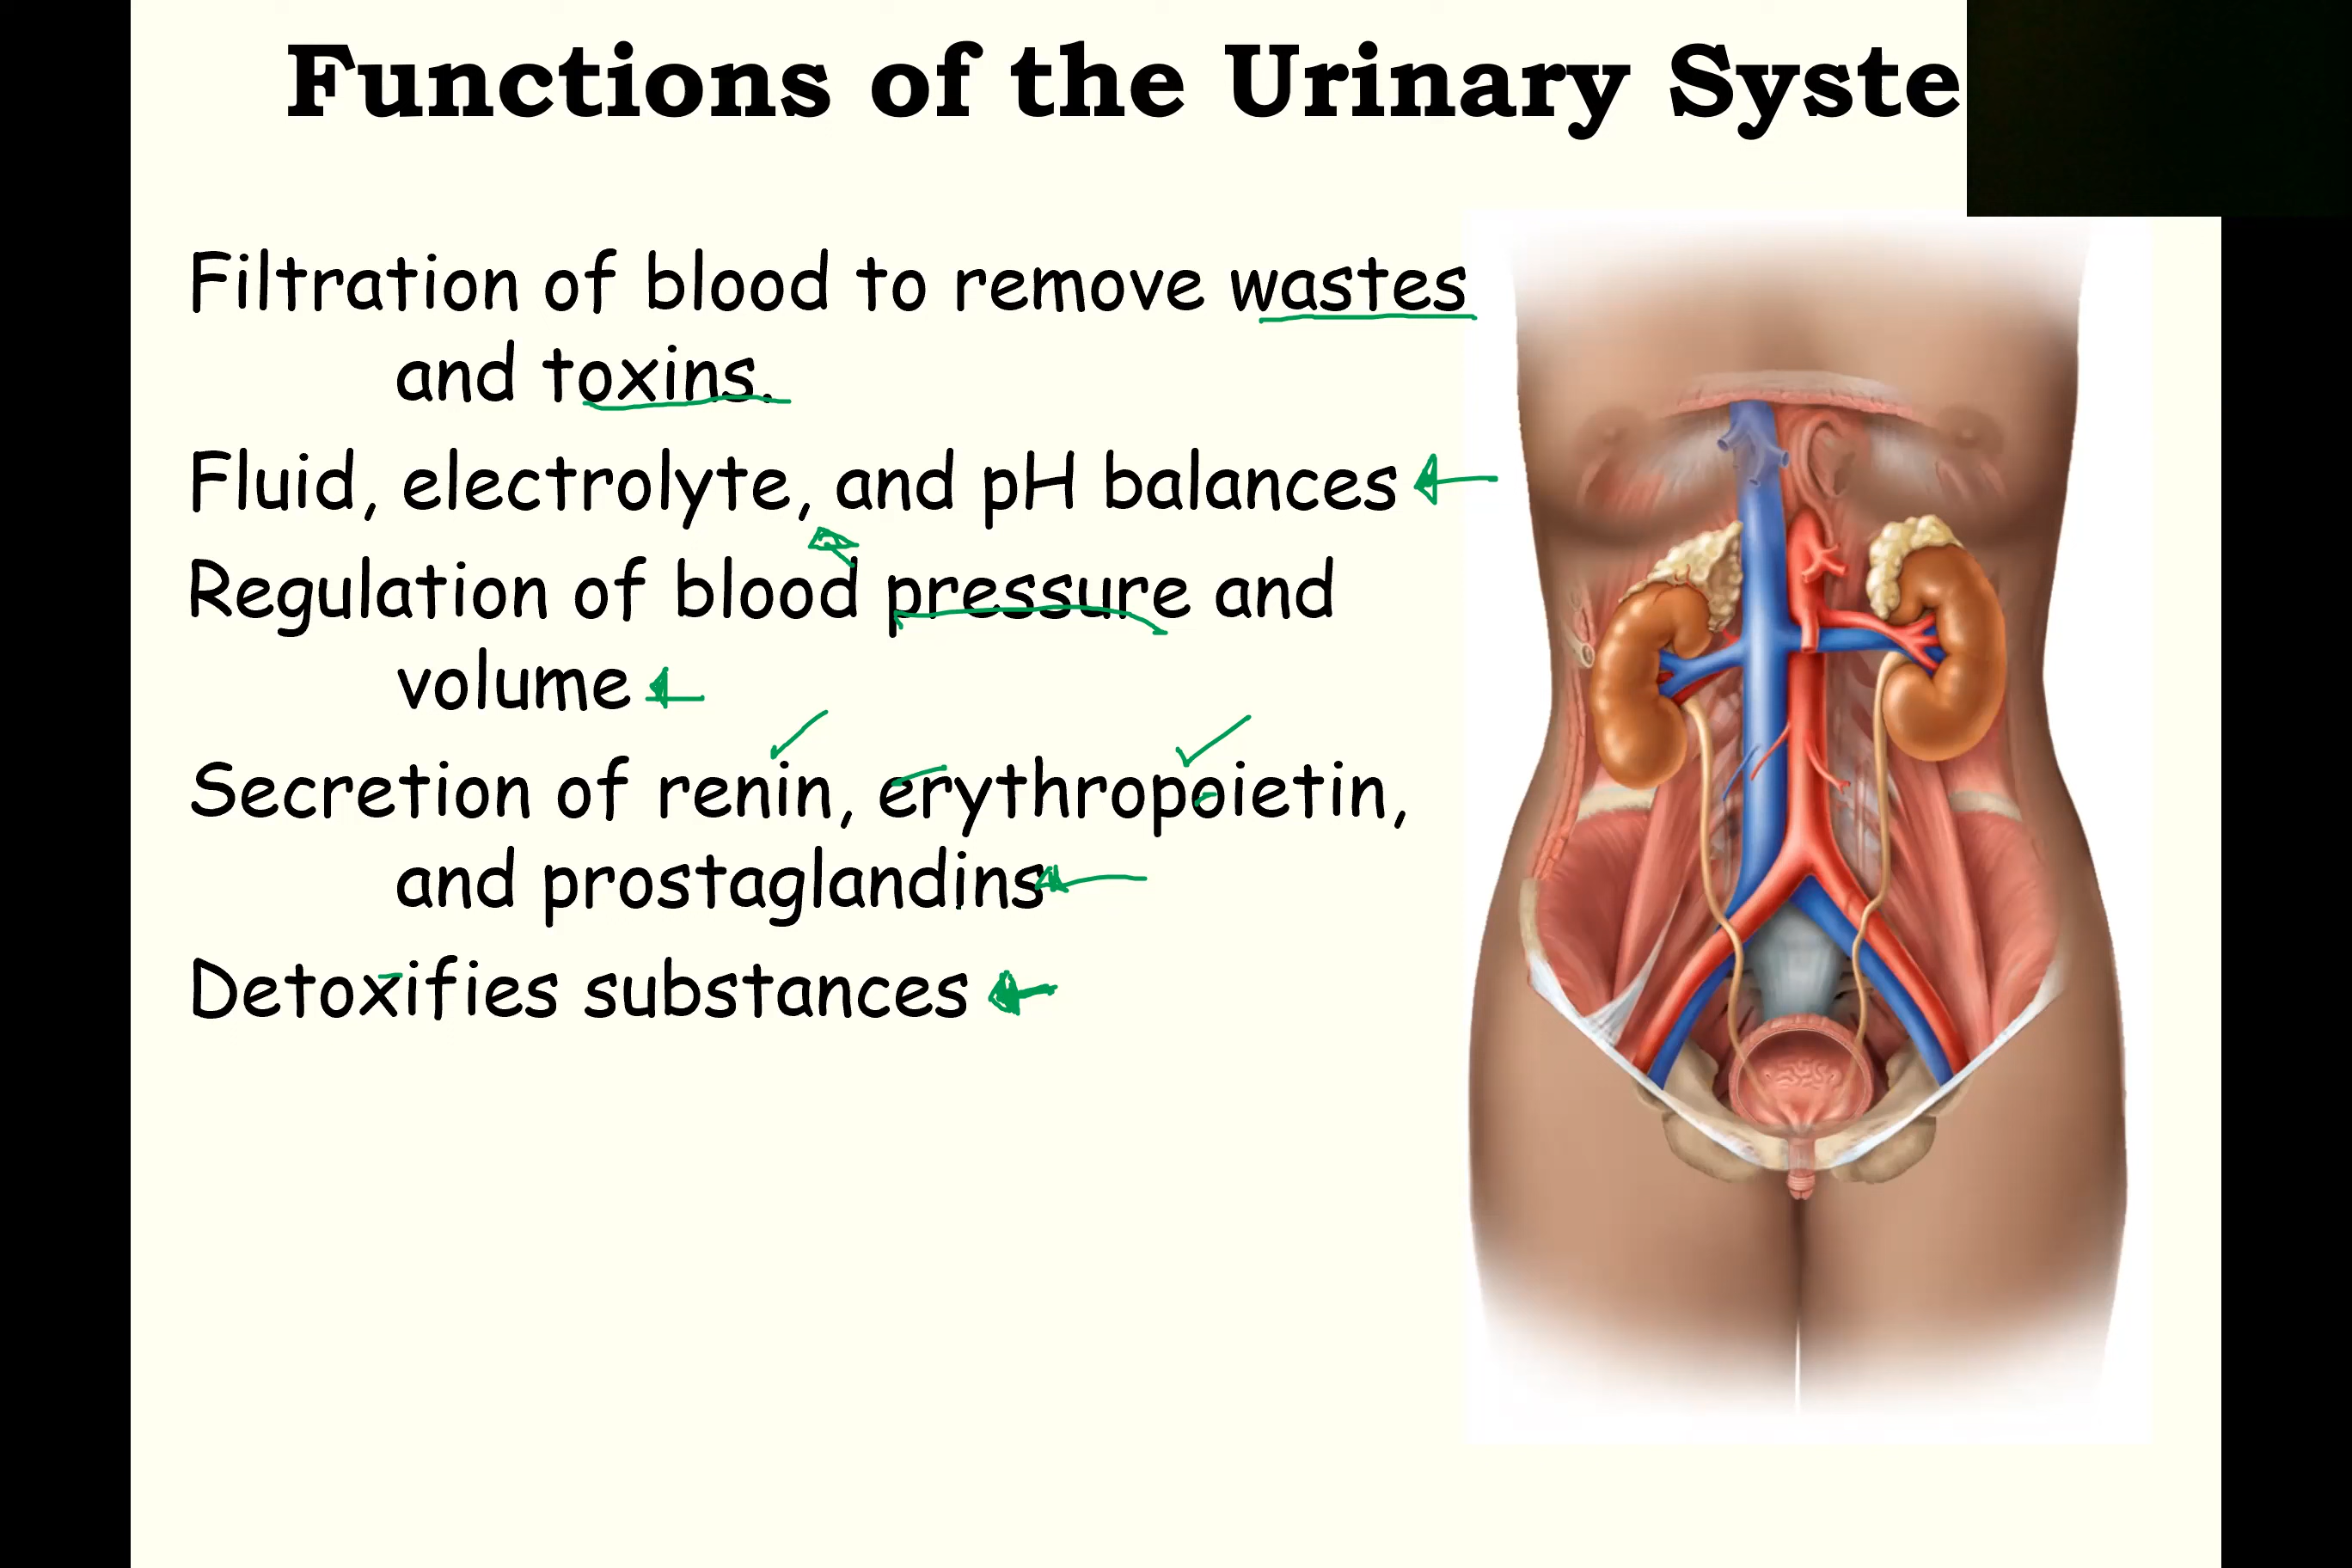 Functions of the Urinary Syste
Filtration of blood to remove wastes
and toxins.
Fluid, electrolyte, and pH balances
Regulation of blood pressure and
volume
Secretion of renin, erythropoietin,
and prostaglandins
Detoxifies substances